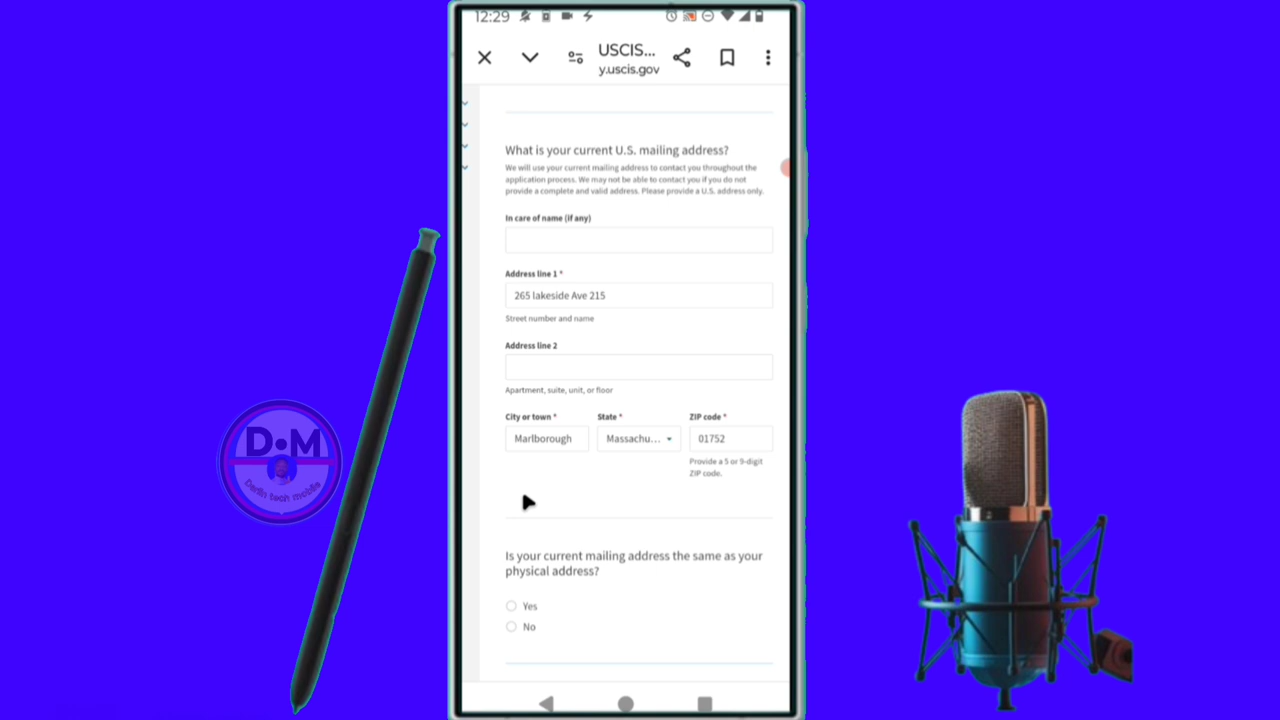 12:29
USCIS...
y.uscis.gov
What is your current U.S. mailing address?
We will use your current mailing address to contact you throughout the
application process. We may not be able to contact you if you do not
provide a complete and valid address. Please provide a U.S. address only.
In care of name (if any)
Address line 1 *
265 lakeside Ave 215
Street number and name
Address line 2
Apartment, suite, unit, or floor
City or town * State * ZIP code *
Marlborough Massachu... 01752
Provide a 5 or 9-digit
ZIP code.
Is your current mailing address the same as your
physical address?
Yes
No
D•M
Derlin tech mobile